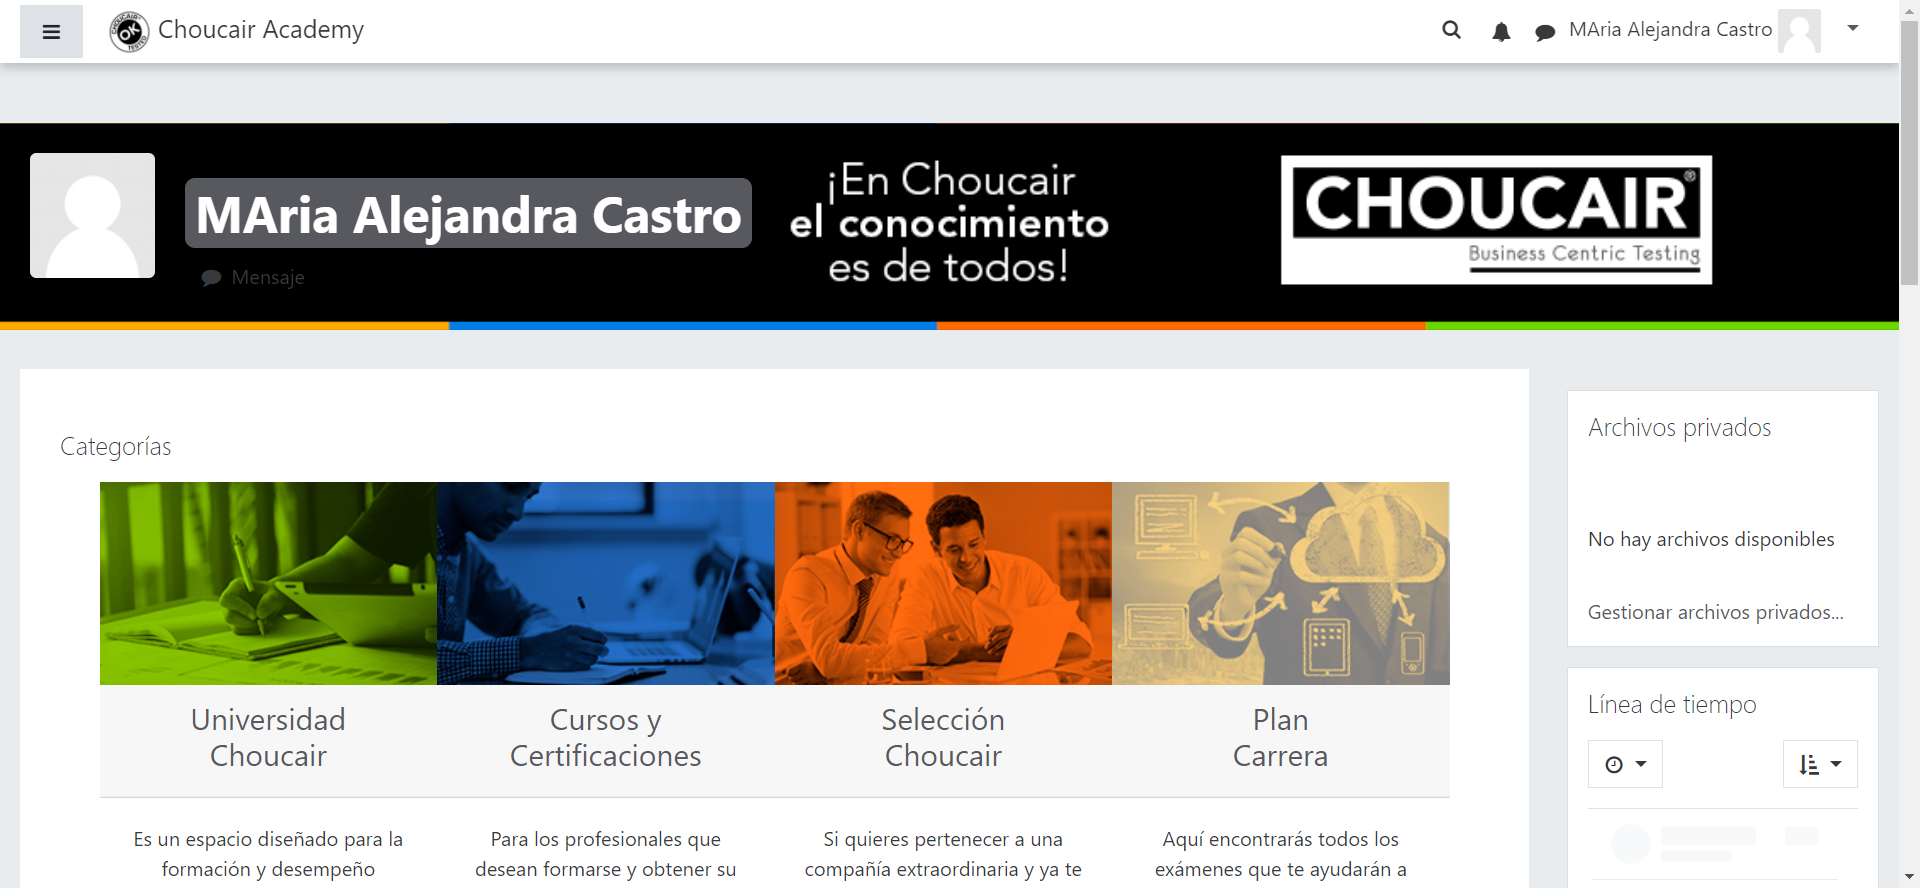 Choucair Academy
MAria Alejandra Castro
MAria Alejandra Castro
Mensaje
¡En Choucair
el conocimiento
es de todos!
CHOUCAIR®
Business Centric Testing
Categorías
Universidad
Choucair
Cursos y
Certificaciones
Selección
Choucair
Plan
Carrera
Es un espacio diseñado para la
formación y desempeño
Para los profesionales que
desean formarse y obtener su
Si quieres pertenecer a una
compañía extraordinaria y ya te
Aquí encontrarás todos los
exámenes que te ayudarán a
Archivos privados
No hay archivos disponibles
Gestionar archivos privados...
Línea de tiempo